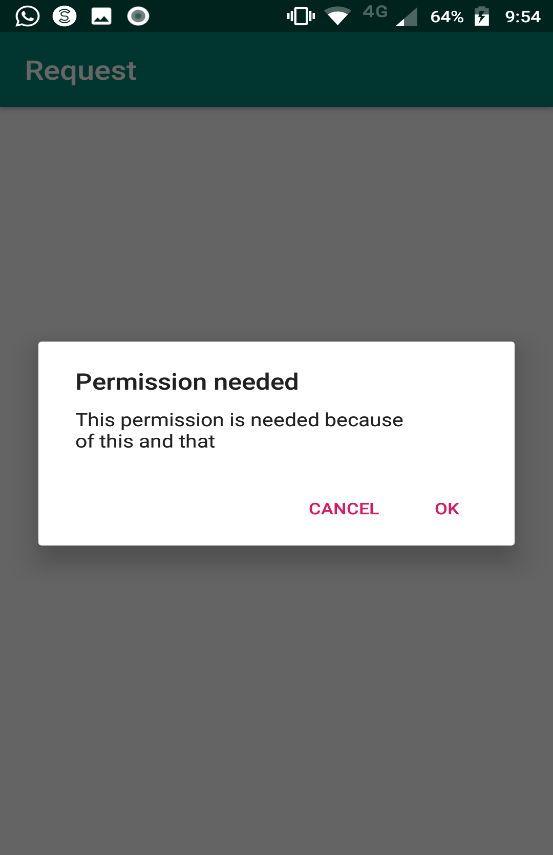 4G 64% 9:54
Request
Permission needed
This permission is needed because
of this and that
CANCEL OK